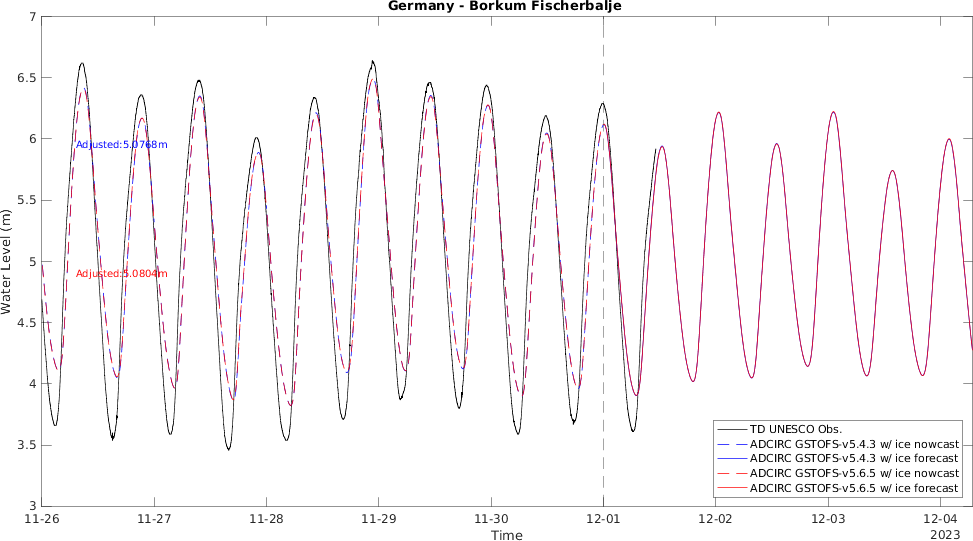 Germany - Borkum Fischerbalje
7
6.5
6
5.5
5
4.5
4
3.5
3
Water Level (m)
Adjusted:5.0768m
Adjusted:5.0804m
TD UNESCO Obs.
ADCIRC GSTOFS-v5.4.3 w/ ice nowcast
ADCIRC GSTOFS-v5.4.3 w/ ice forecast
ADCIRC GSTOFS-v5.6.5 w/ ice nowcast
ADCIRC GSTOFS-v5.6.5 w/ ice forecast
11-26 11-27 11-28 11-29 11-30 12-01 12-02 12-03 12-04
Time
2023